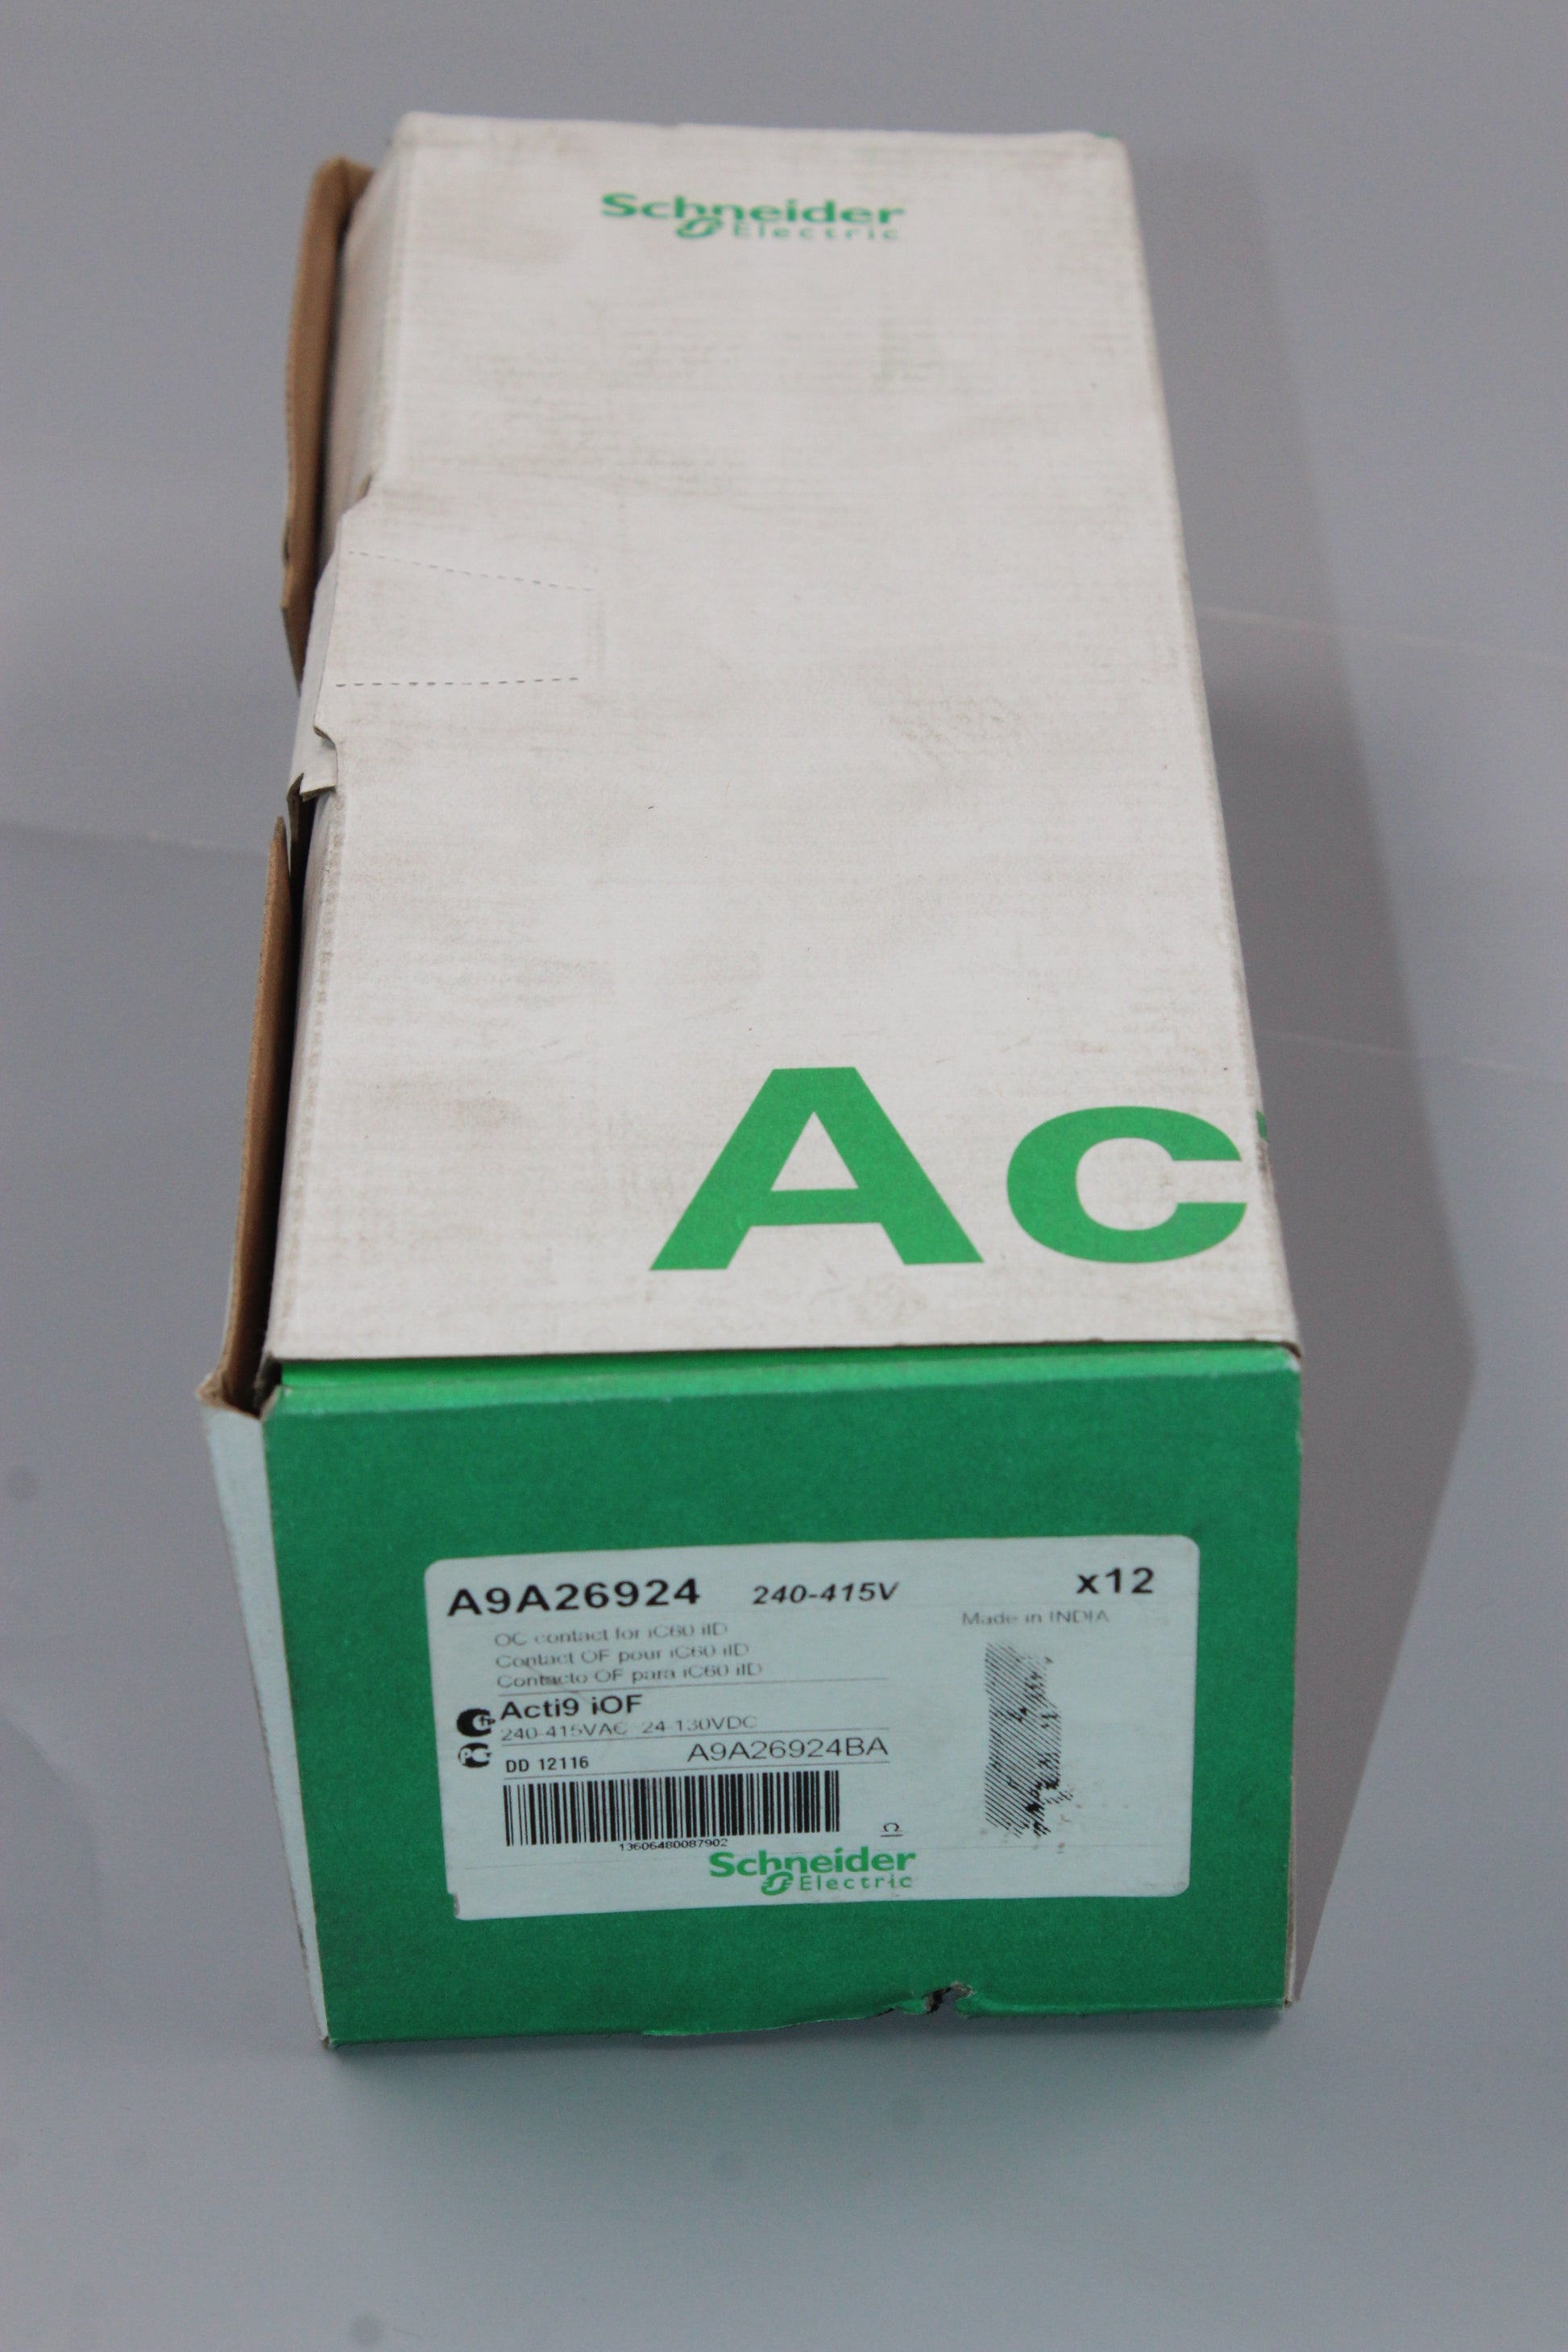 Schneider
Electric
Ac
A9A26924 240-415V x12
Made in INDIA
OC contact for iC60 iID
Contact OF pour iC60 iID
Contacto OF para iC60 iID
Acti9 iOF
240-415VAC 24-130VDC
DD 12116 A9A26924BA
13606480087902
Schneider
Electric